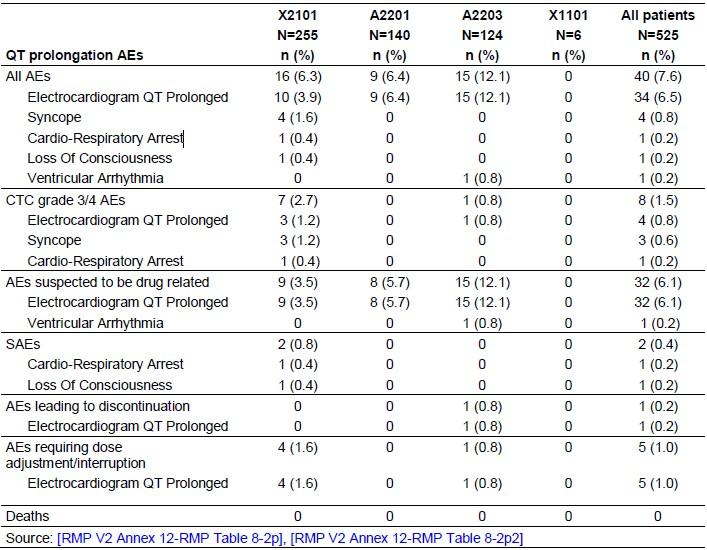 X2101 A2201 A2203 X1101 All patients
N=255 N=140 N=124 N=6 N=525
QT prolongation AEs n (%) n (%) n (%) n (%) n (%)
All AEs 16 (6.3) 9 (6.4) 15 (12.1) 0 40 (7.6)
Electrocardiogram QT Prolonged 10 (3.9) 9 (6.4) 15 (12.1) 0 34 (6.5)
Syncope 4 (1.6) 0 0 0 4 (0.8)
Cardio-Respiratory Arrest 1 (0.4) 0 0 0 1 (0.2)
Loss Of Consciousness 1 (0.4) 0 0 0 1 (0.2)
Ventricular Arrhythmia 0 0 1 (0.8) 0 1 (0.2)
CTC grade 3/4 AEs 7 (2.7) 0 1 (0.8) 0 8 (1.5)
Electrocardiogram QT Prolonged 3 (1.2) 0 1 (0.8) 0 4 (0.8)
Syncope 3 (1.2) 0 0 0 3 (0.6)
Cardio-Respiratory Arrest 1 (0.4) 0 0 0 1 (0.2)
AEs suspected to be drug related 9 (3.5) 8 (5.7) 15 (12.1) 0 32 (6.1)
Electrocardiogram QT Prolonged 9 (3.5) 8 (5.7) 15 (12.1) 0 32 (6.1)
Ventricular Arrhythmia 0 0 1 (0.8) 0 1 (0.2)
SAEs 2 (0.8) 0 0 0 2 (0.4)
Cardio-Respiratory Arrest 1 (0.4) 0 0 0 1 (0.2)
Loss Of Consciousness 1 (0.4) 0 0 0 1 (0.2)
AEs leading to discontinuation 0 0 1 (0.8) 0 1 (0.2)
Electrocardiogram QT Prolonged 0 0 1 (0.8) 0 1 (0.2)
AEs requiring dose 4 (1.6) 0 1 (0.8) 0 5 (1.0)
adjustment/interruption
Electrocardiogram QT Prolonged 4 (1.6) 0 1 (0.8) 0 5 (1.0)
Deaths 0 0 0 0 0
Source: [RMP V2 Annex 12-RMP Table 8-2p], [RMP V2 Annex 12-RMP Table 8-2p2]